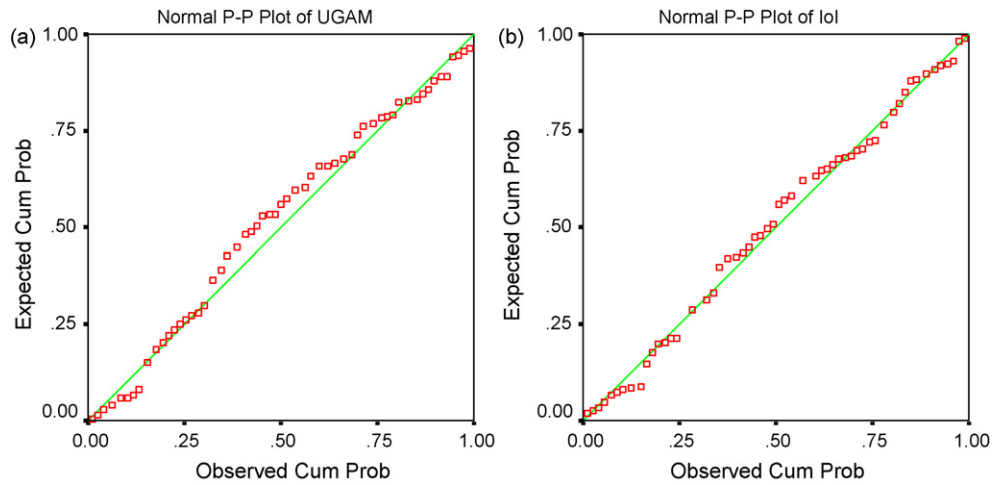 Normal P-P Plot of UGAM
(a)
1.00
.75
.50
.25
0.00
Expected Cum Prob
0.00 .25 .50 .75 1.00
Observed Cum Prob
Normal P-P Plot of IoI
(b)
1.00
.75
.50
.25
0.00
Expected Cum Prob
0.00 .25 .50 .75 1.00
Observed Cum Prob